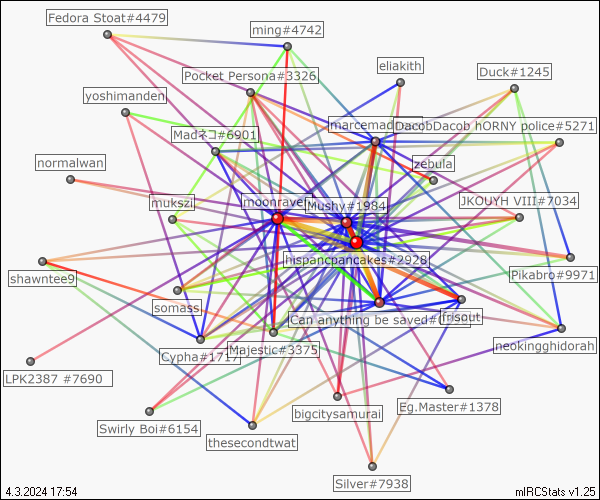 Fedora Stoat#4479
ming#4742
eliakith
Pocket Persona#3326
Duck#1245
yoshimanden
DacobDacob hORNY police#5271
Madネコ#6901
normalwan
zebula
mukszi
moonraven
Mushy#1984
JKOUYH VIII#7034
hispancpancakes#2928
shawntee9
Pikabro#9971
somass
Can anything be saved
frisout
Cypha#1717
Majestic#3375
neokingghidorah
LPK2387 #7690
bigcitysamurai
Eg.Master#1378
Swirly Boi#6154
thesecondtwat
Silver#7938
4.3.2024 17:54
mIRCStats v1.25